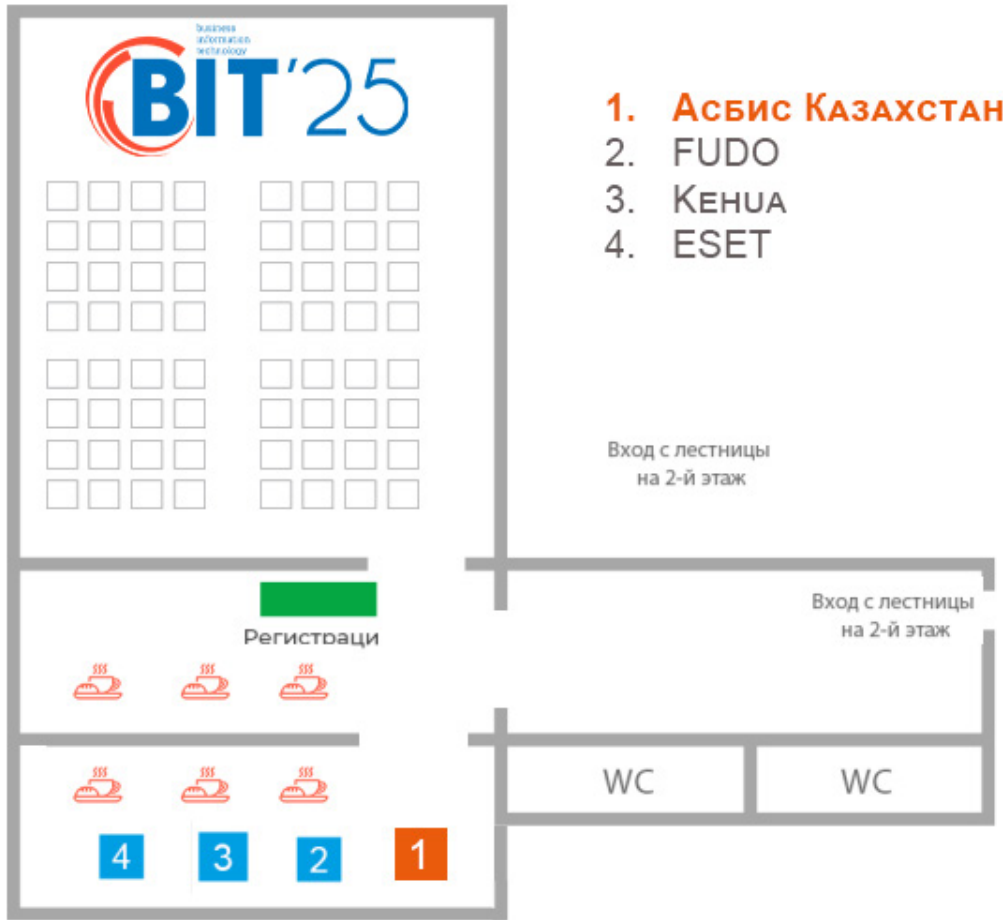 business
information
technology
BIT'25
1. Асбис Казахстан
2. FUDO
3. Kehua
4. ESET
Вход с лестницы
на 2-й этаж
Вход с лестницы
на 2-й этаж
Регистраци
WC
WC
4
3
2
1